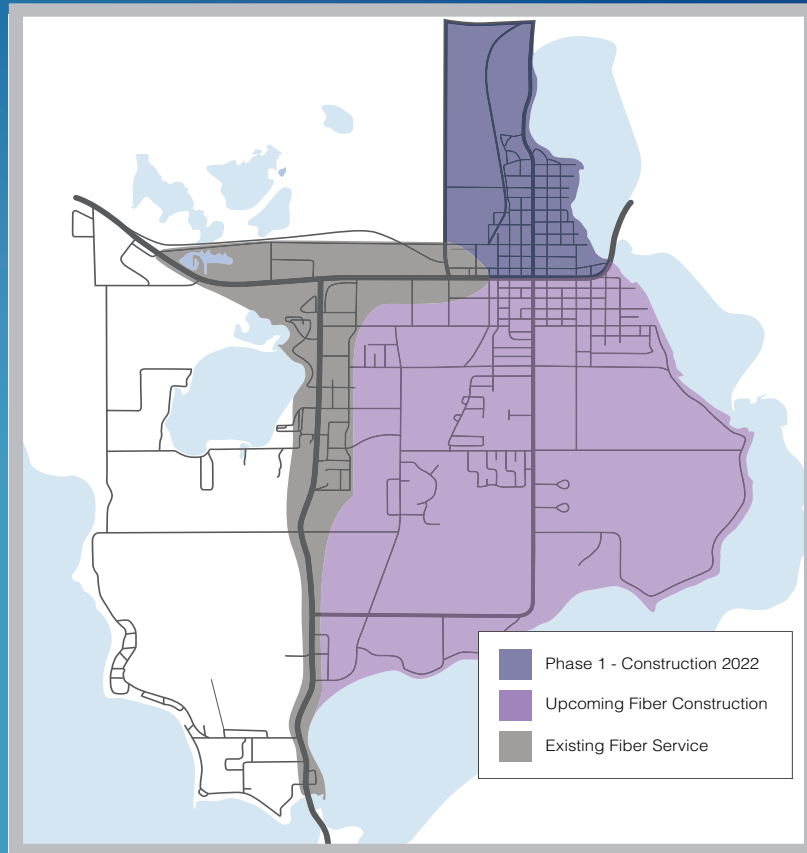 Phase 1 - Construction 2022
Upcoming Fiber Construction
Existing Fiber Service